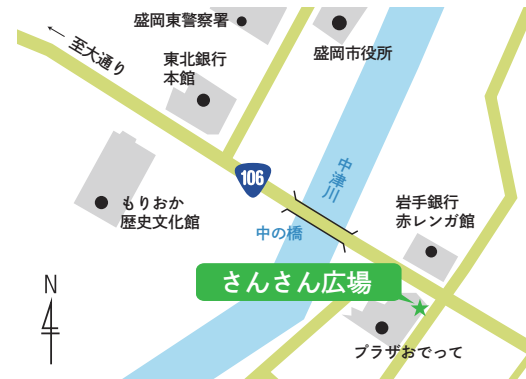 盛岡東警察署
← 至大通り
東北銀行
本館
盛岡市役所
106
中津川
もりおか
歴史文化館
中の橋
岩手銀行
赤レンガ館
N
さんさん広場
プラザおでって